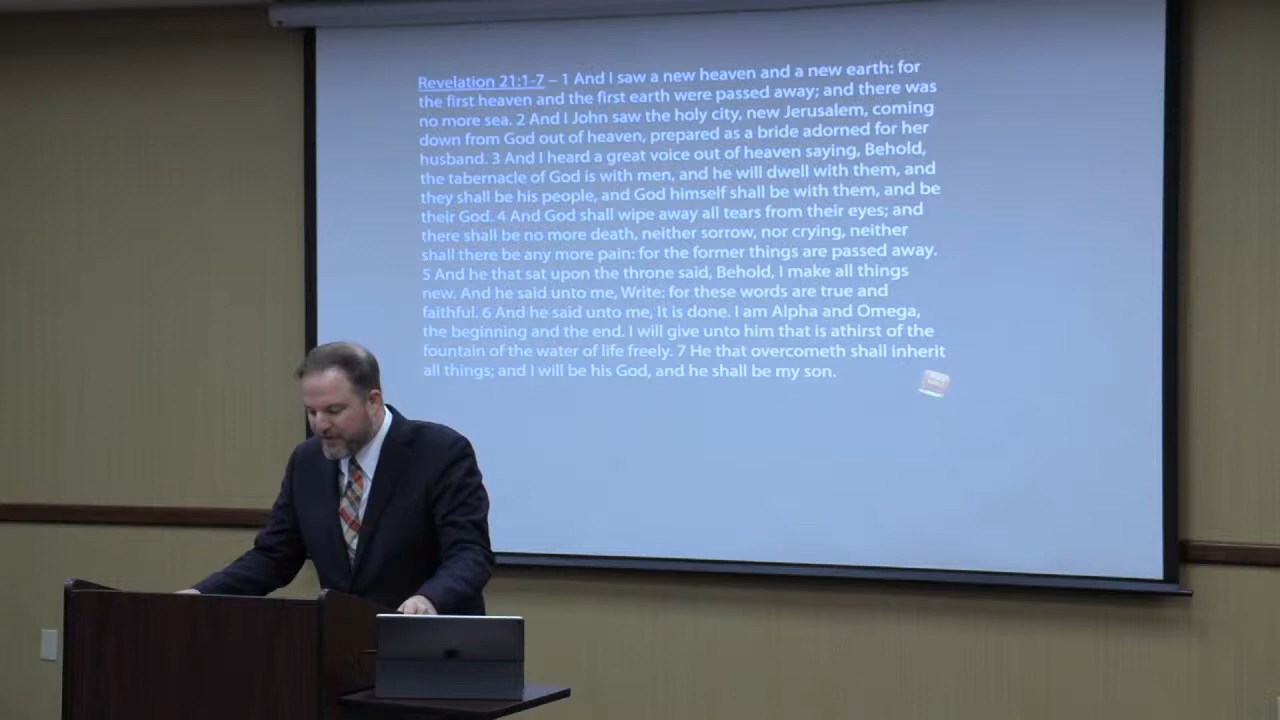 Revelation 21:1-7 – 1 And I saw a new heaven and a new earth: for
the first heaven and the first earth were passed away; and there was
no more sea. 2 And I John saw the holy city, new Jerusalem, coming
down from God out of heaven, prepared as a bride adorned for her
husband. 3 And I heard a great voice out of heaven saying, Behold,
the tabernacle of God is with men, and he will dwell with them, and
they shall be his people, and God himself shall be with them, and be
their God. 4 And God shall wipe away all tears from their eyes; and
there shall be no more death, neither sorrow, nor crying, neither
shall there be any more pain: for the former things are passed away.
5 And he that sat upon the throne said, Behold, I make all things
new. And he said unto me, Write: for these words are true and
faithful. 6 And he said unto me, It is done. I am Alpha and Omega,
the beginning and the end. I will give unto him that is athirst of the
fountain of the water of life freely. 7 He that overcometh shall inherit
all things; and I will be his God, and he shall be my son.